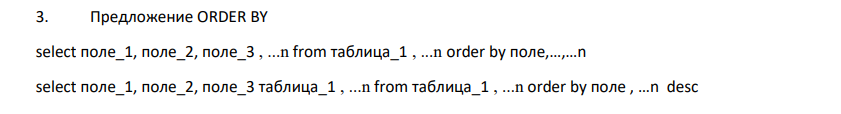 3. Предложение ORDER BY
select поле_1, поле_2, поле_3 , ...n from таблица_1 , ...n order by поле,...,...n
select поле_1, поле_2, поле_3 таблица_1 , ...n from таблица_1 , ...n order by поле , ...n desc